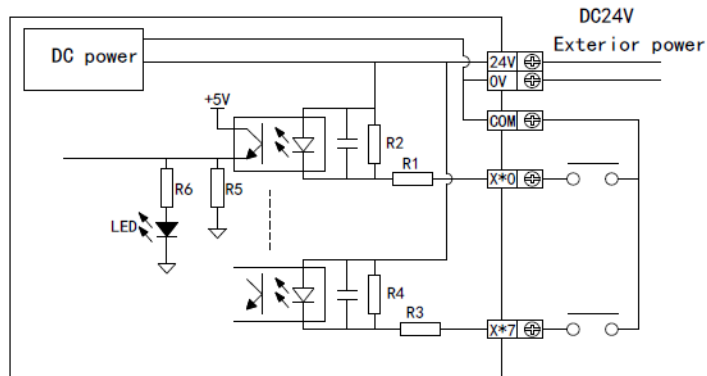 DC24V
Exterior power
DC power
24V
0V
+5V
COM
R2
R1
X*0
R6
R5
LED
R4
R3
X*7